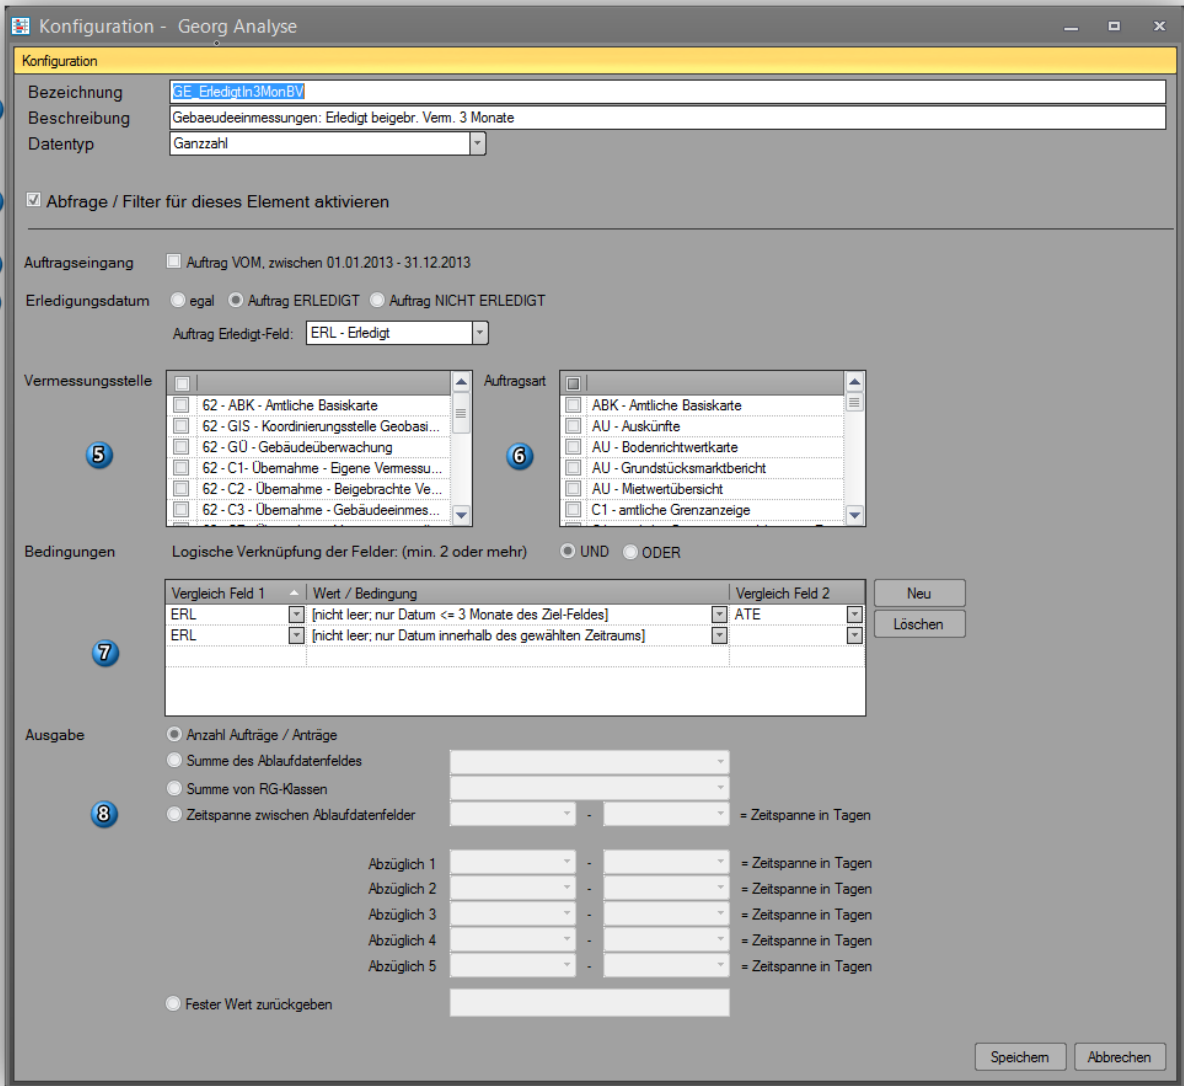 Konfiguration - Georg Analyse
Konfiguration
Bezeichnung GE_ErledigtIn3MonBV
Beschreibung Gebaeudeeinmessungen: Erledigt beigebr. Verm. 3 Monate
Datentyp Ganzzahl
Abfrage / Filter für dieses Element aktivieren
Auftragseingang Auftrag VOM, zwischen 01.01.2013 - 31.12.2013
Erledigungsdatum egal Auftrag ERLEDIGT Auftrag NICHT ERLEDIGT
Auftrag Erledigt-Feld: ERL - Erledigt
Vermessungsstelle
62 - ABK - Amtliche Basiskarte
62 - GIS - Koordinierungsstelle Geobasi...
62 - GÜ - Gebäudeüberwachung
62 - C1- Übernahme - Eigene Vermessu...
62 - C2 - Übernahme - Beigebrachte Ve...
62 - C3 - Übernahme - Gebäudeeinmes...
5
Auftragsart
ABK - Amtliche Basiskarte
AU - Auskünfte
AU - Bodenrichtwertkarte
AU - Grundstücksmarktbericht
AU - Mietwertübersicht
C1 - amtliche Grenzanzeige
6
Bedingungen Logische Verknüpfung der Felder: (min. 2 oder mehr) UND ODER
Vergleich Feld 1 Wert / Bedingung Vergleich Feld 2 Neu
ERL [nicht leer; nur Datum <= 3 Monate des Ziel-Feldes] ATE Löschen
ERL [nicht leer; nur Datum innerhalb des gewählten Zeitraums]
7
Ausgabe Anzahl Aufträge / Anträge
Summe des Ablaufdatenfeldes
Summe von RG-Klassen
8 Zeitspanne zwischen Ablaufdatenfelder - = Zeitspanne in Tagen
Abzüglich 1 - = Zeitspanne in Tagen
Abzüglich 2 - = Zeitspanne in Tagen
Abzüglich 3 - = Zeitspanne in Tagen
Abzüglich 4 - = Zeitspanne in Tagen
Abzüglich 5 - = Zeitspanne in Tagen
Fester Wert zurückgeben
Speichern Abbrechen